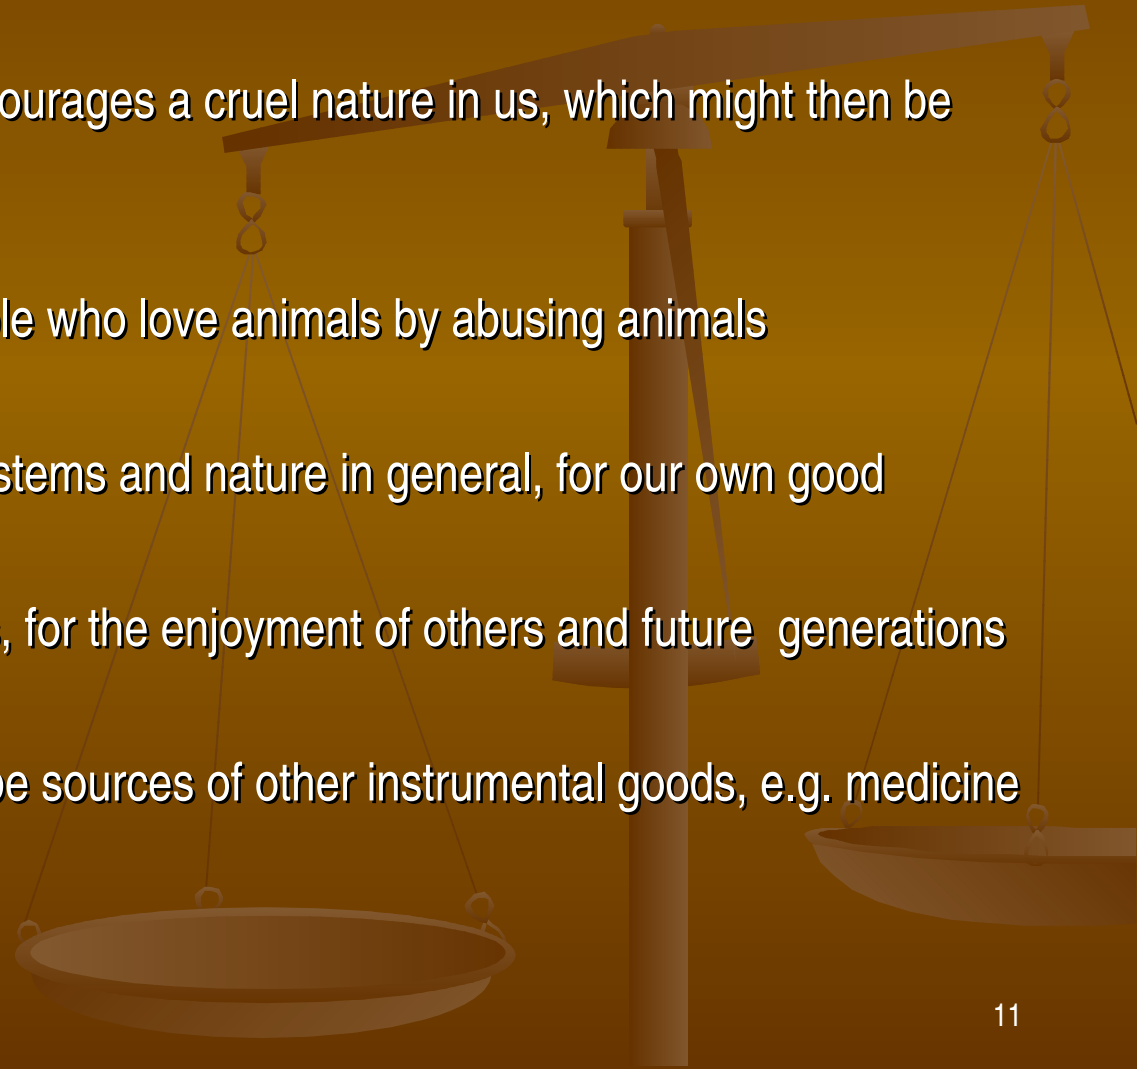 ourages a cruel nature in us, which might then be
le who love animals by abusing animals
stems and nature in general, for our own good
, for the enjoyment of others and future  generations
be sources of other instrumental goods, e.g. medicine
11